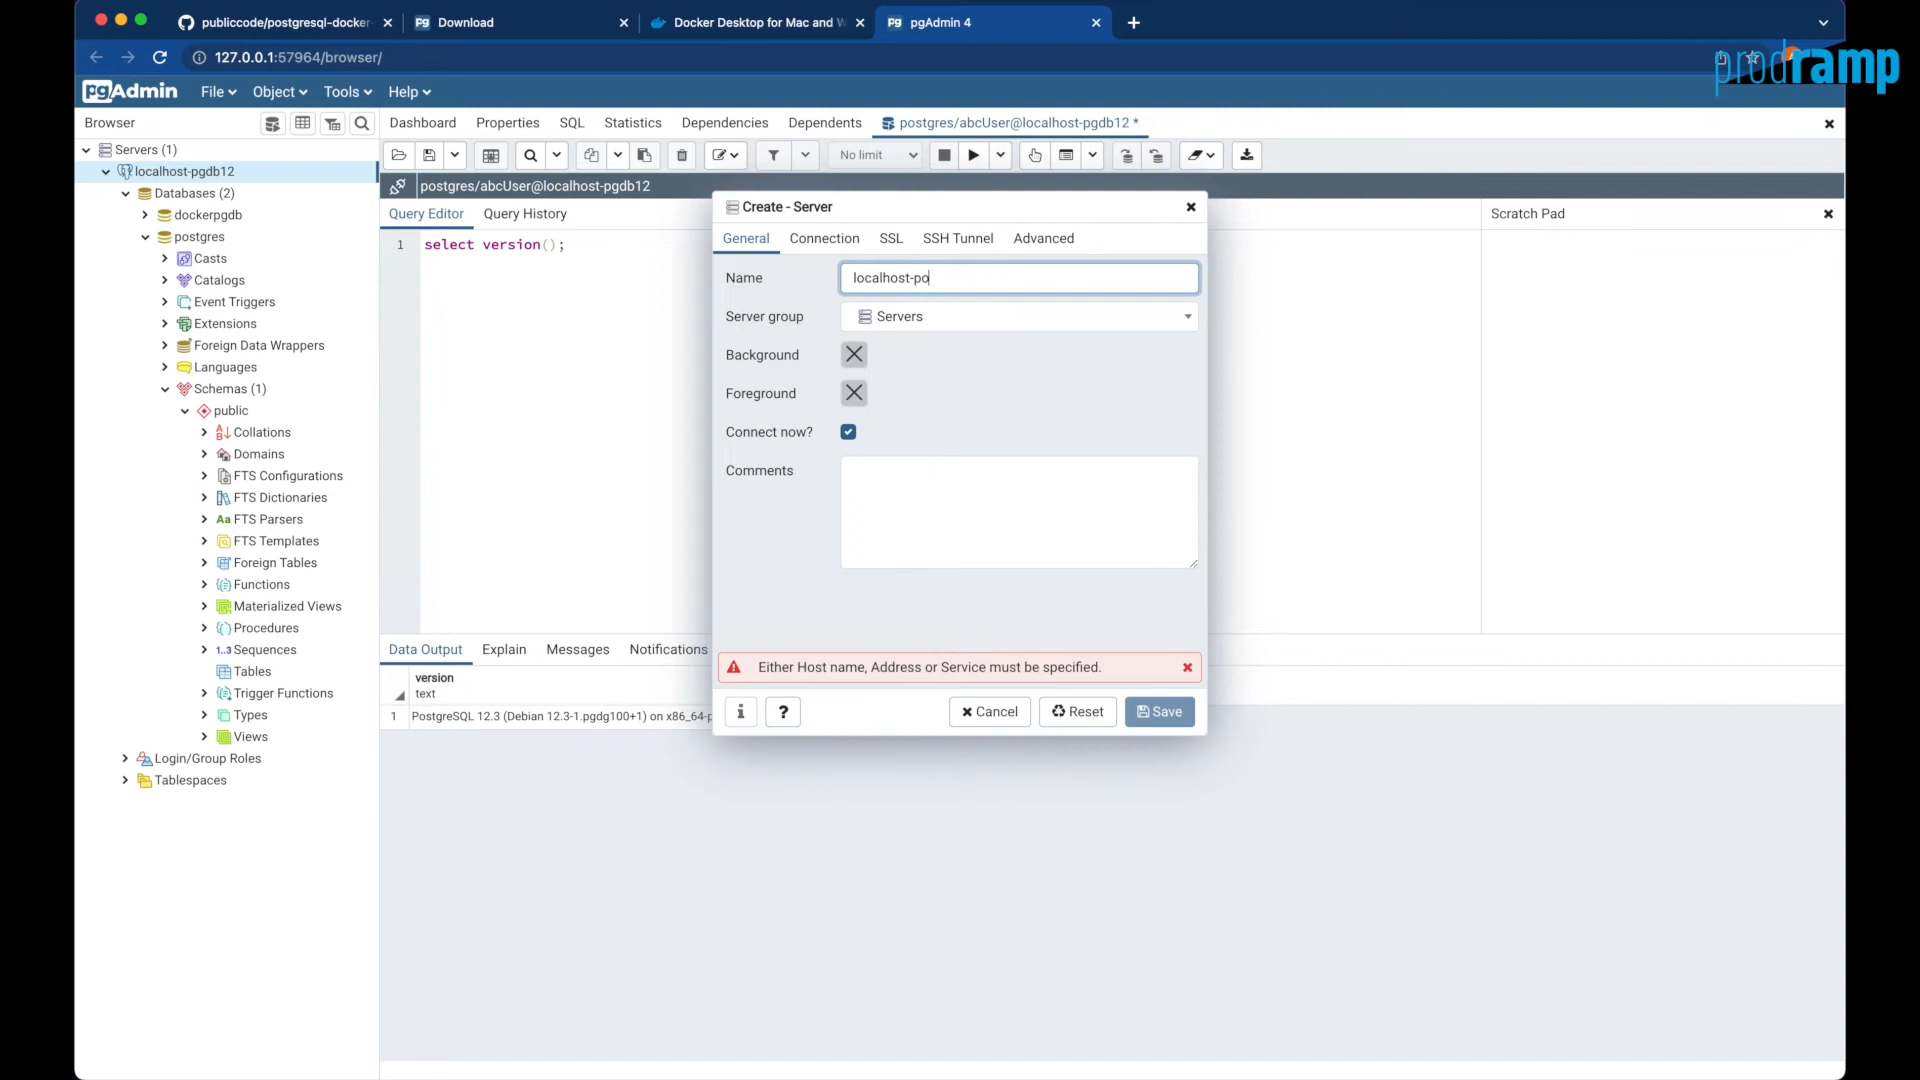 publiccode/postgresql-docker
Download
Docker Desktop for Mac and W
pgAdmin 4
127.0.0.1:57964/browser/
prodramp
pgAdmin
File
Object
Tools
Help
Browser
Dashboard
Properties
SQL
Statistics
Dependencies
Dependents
postgres/abcUser@localhost-pgdb12 *
No limit
postgres/abcUser@localhost-pgdb12
Query Editor
Query History
Scratch Pad
1 select version();
Servers (1)
localhost-pgdb12
Databases (2)
dockerpgdb
postgres
Casts
Catalogs
Event Triggers
Extensions
Foreign Data Wrappers
Languages
Schemas (1)
public
Collations
Domains
FTS Configurations
FTS Dictionaries
Aa FTS Parsers
FTS Templates
Foreign Tables
Functions
Materialized Views
Procedures
1..3 Sequences
Tables
Trigger Functions
Types
Views
Login/Group Roles
Tablespaces
Create - Server
General
Connection
SSL
SSH Tunnel
Advanced
Name
localhost-po
Server group
Servers
Background
Foreground
Connect now?
Comments
Either Host name, Address or Service must be specified.
i
?
Cancel
Reset
Save
Data Output
Explain
Messages
Notifications
version
text
1 PostgreSQL 12.3 (Debian 12.3-1.pgdg100+1) on x86_64-p